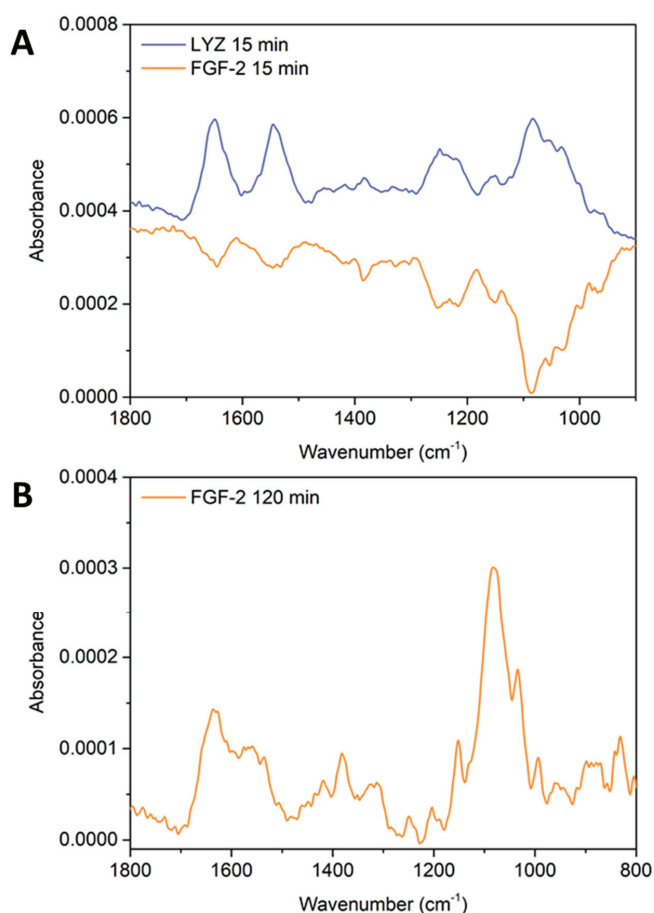 A
LYZ 15 min
FGF-2 15 min
0.0008
0.0006
0.0004
0.0002
0.0000
Absorbance
1800 1600 1400 1200 1000
Wavenumber (cm⁻¹)
B
FGF-2 120 min
0.0004
0.0003
0.0002
0.0001
0.0000
Absorbance
1800 1600 1400 1200 1000 800
Wavenumber (cm⁻¹)